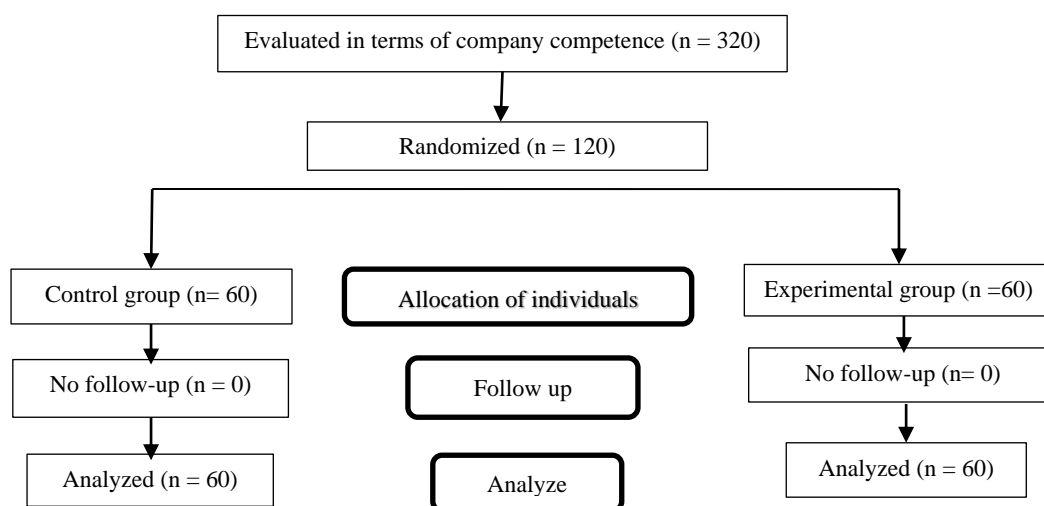 Evaluated in terms of company competence (n = 320)
Randomized (n = 120)
Control group (n= 60)
Allocation of individuals
Experimental group (n =60)
No follow-up (n = 0)
Follow up
No follow-up (n= 0)
Analyzed (n = 60)
Analyze
Analyzed (n = 60)